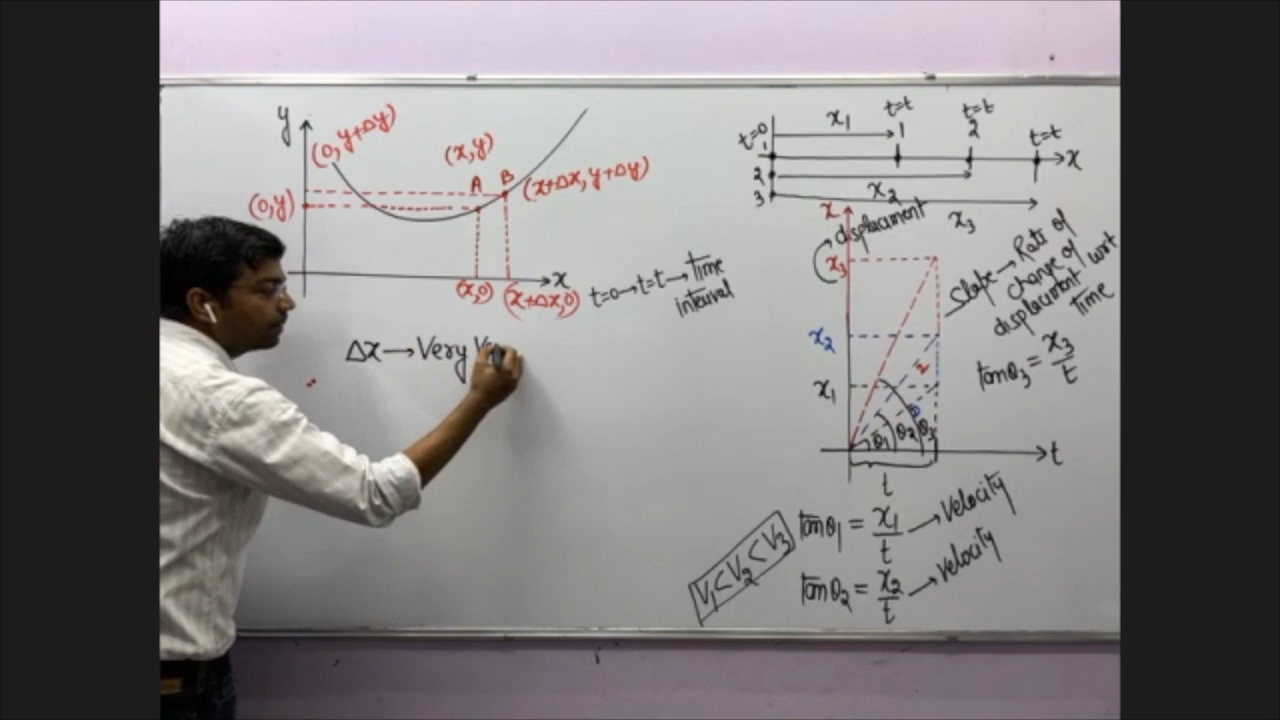 y
(0, y+Δy)
(x, y)
A
B
(x+Δx, y+Δy)
(0, y)
(x, 0)
(x+Δx, 0)
x
t=0→t=t→Time
interval
Δx→Very
t=0
x₁
t=t
1
t=t
2
t=t
x
1
2
x₂
3
x₃
x
displacement
x₃
x₂
x₁
θ₁
θ₂
θ₃
t
t
Slope→Rate of
change of
displacement wrt
Time
tanθ₃ = x₃/t
tanθ₁ = x₁/t → Velocity
tanθ₂ = x₂/t → Velocity
V₁<V₂<V₃